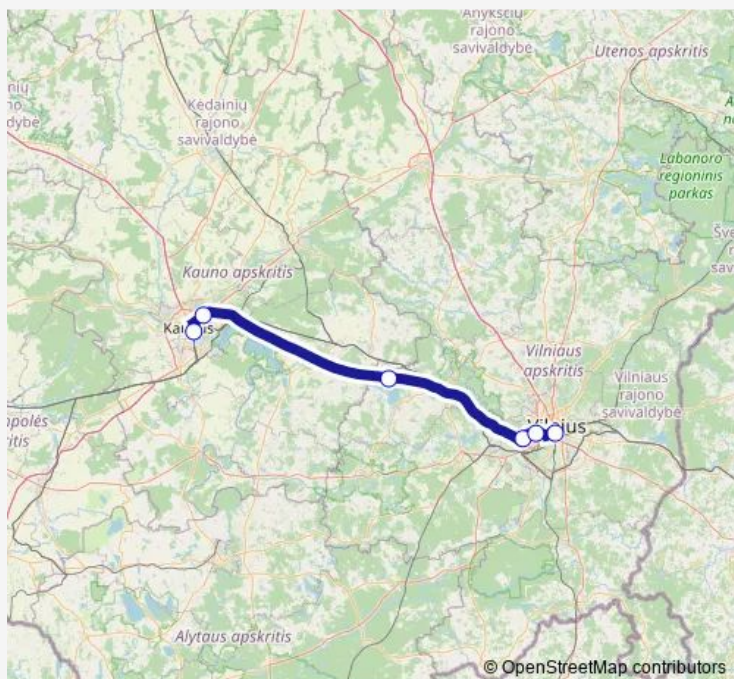 Anykščių
rajono
savivaldybė
Utenos apskritis
Kėdainių
rajono
savivaldybė
Labanoro
regioninis
parkas
Kauno apskritis
Vilniaus
apskritis
Vilniaus
rajono
savivaldybė
Vilnius
Alytaus apskritis
© OpenStreetMap contributors